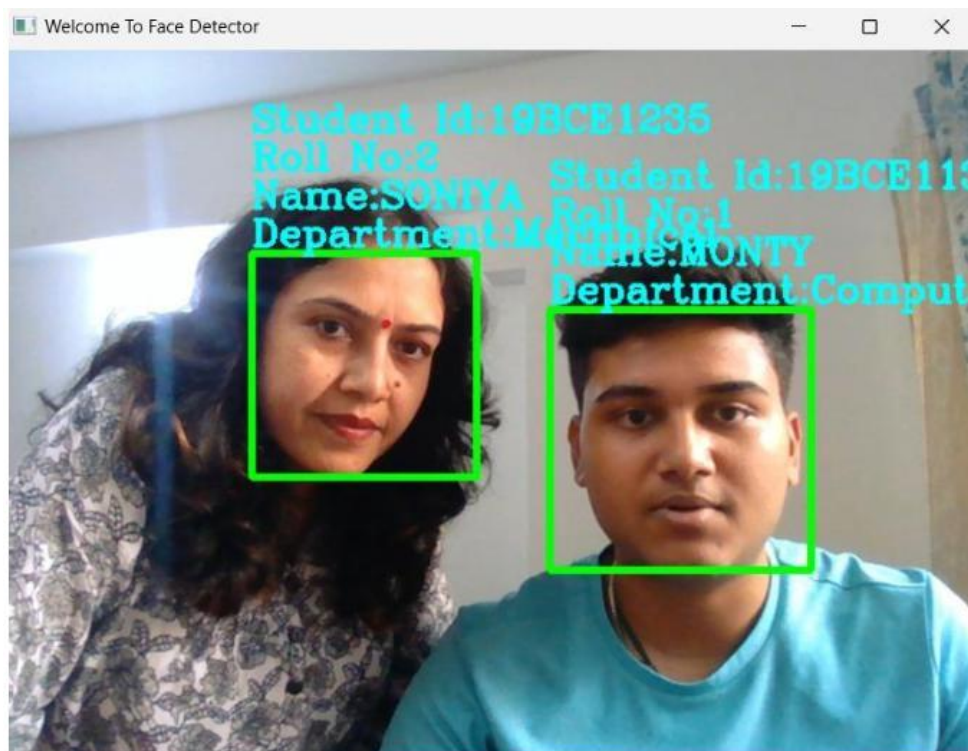 Welcome To Face Detector
Student Id:19BCE1235
Roll No:2
Name:SONIYA
Department:Mechanical
Student Id:19BCE113
Roll No:1
Name:MONTY
Department:Comput